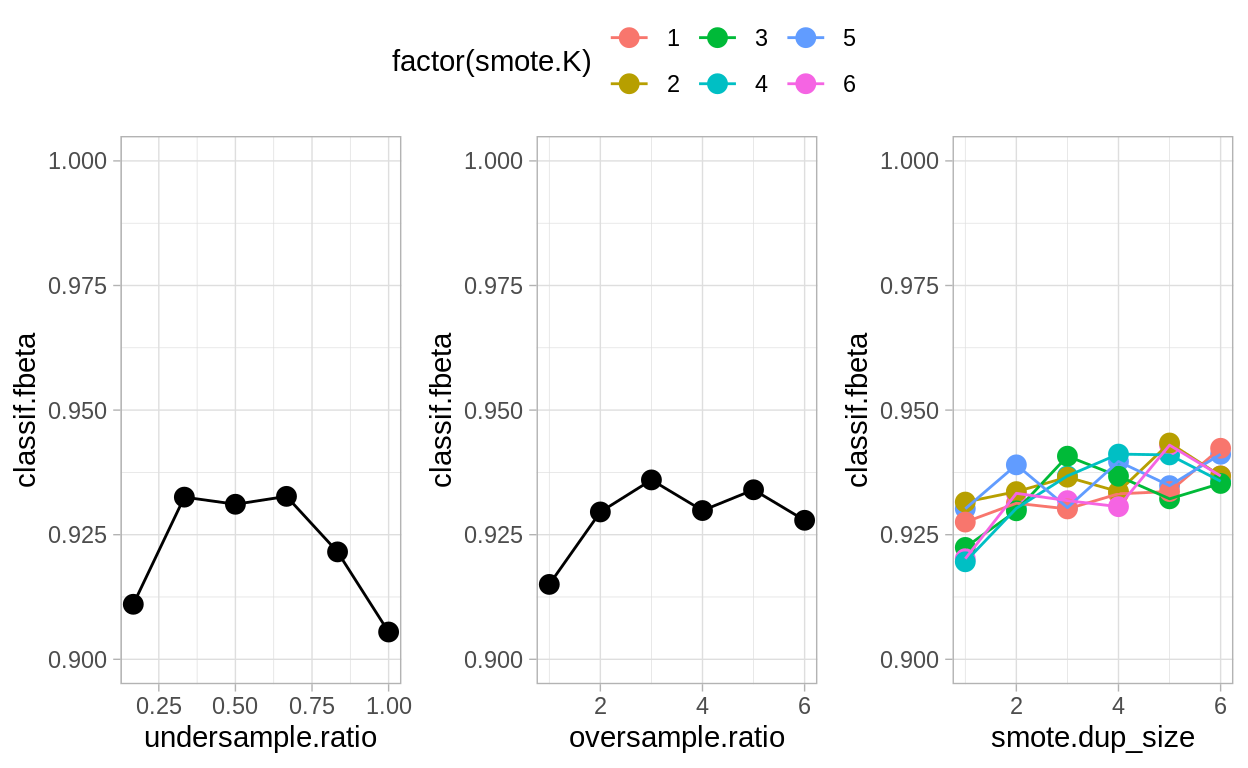 factor(smote.K) 1 3 5
2 4 6
classif.fbeta
1.000
0.975
0.950
0.925
0.900
0.25 0.50 0.75 1.00
undersample.ratio
classif.fbeta
1.000
0.975
0.950
0.925
0.900
2 4 6
oversample.ratio
classif.fbeta
1.000
0.975
0.950
0.925
0.900
2 4 6
smote.dup_size